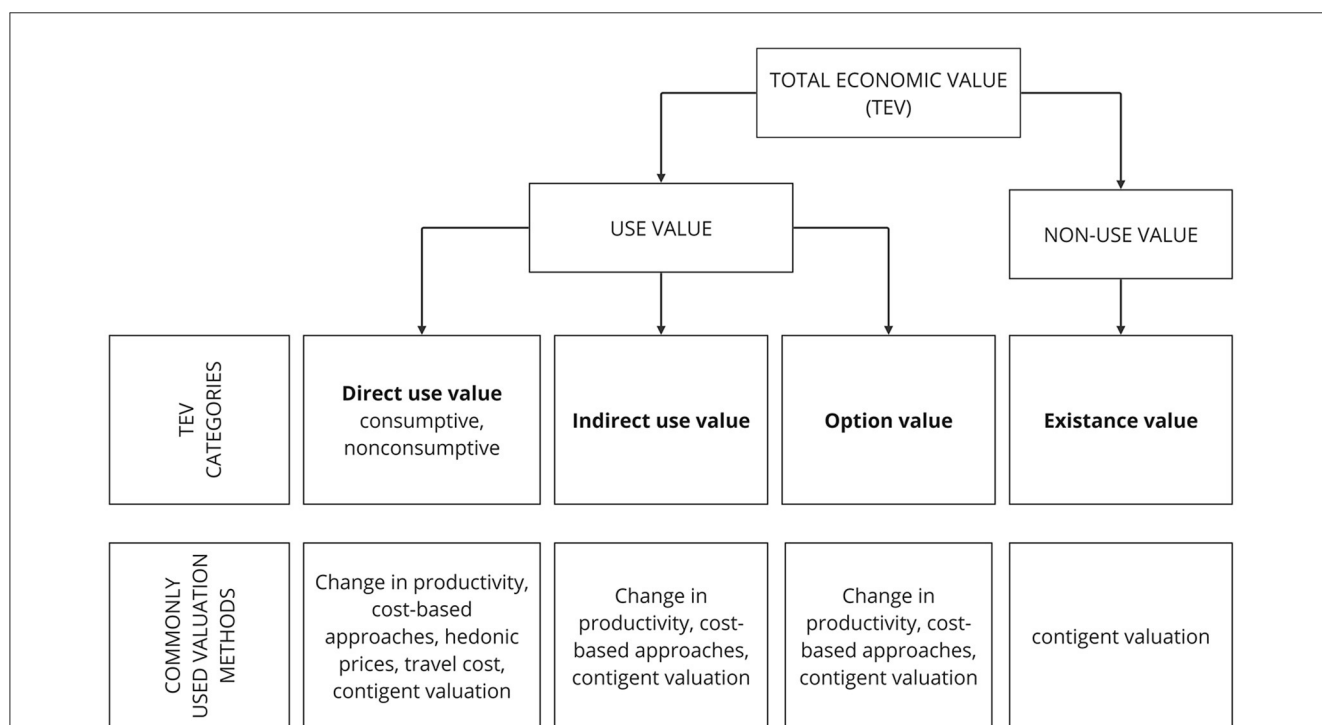 TOTAL ECONOMIC VALUE
(TEV)
USE VALUE
NON-USE VALUE
TEV
CATEGORIES
Direct use value
consumptive,
nonconsumptive
Indirect use value
Option value
Existance value
COMMONLY
USED VALUATION
METHODS
Change in productivity,
cost-based
approaches, hedonic
prices, travel cost,
contigent valuation
Change in
productivity, cost-
based approaches,
contigent valuation
Change in
productivity, cost-
based approaches,
contigent valuation
contigent valuation